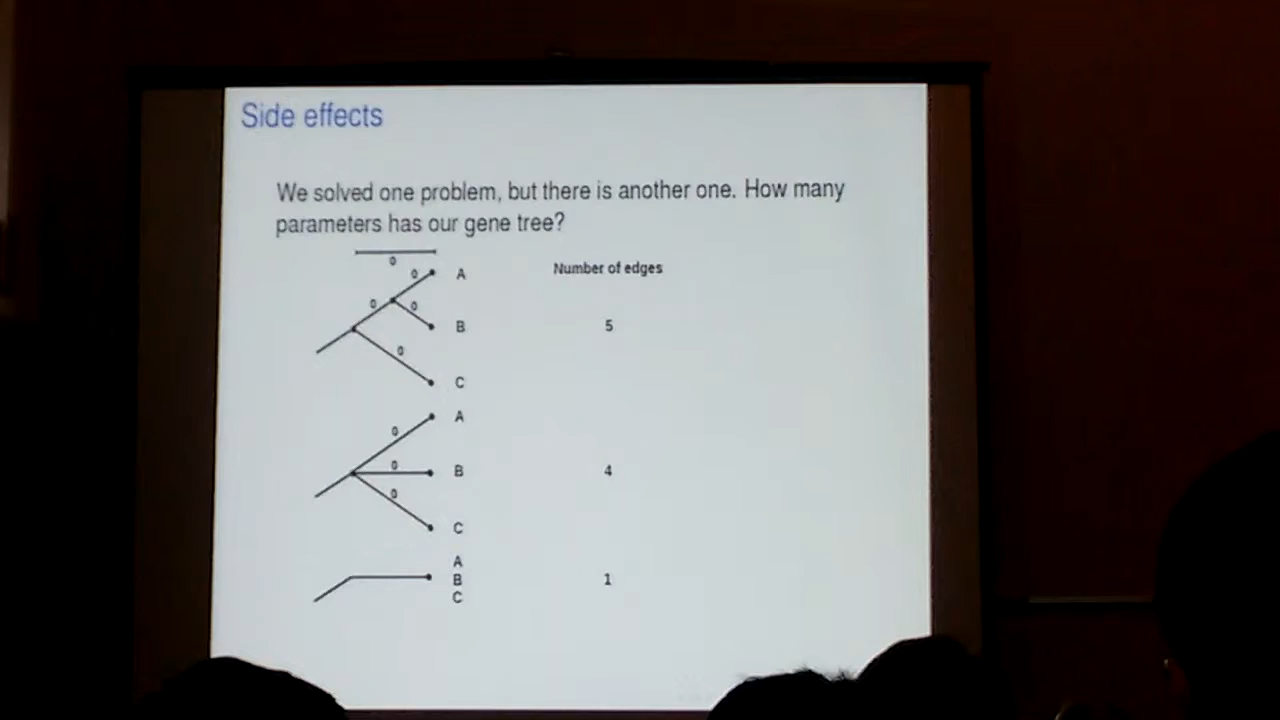 Side effects
We solved one problem, but there is another one. How many
parameters has our gene tree?
0
0 A
Number of edges
0 0
B 5
0
C
A
0
0 B 4
0
C
A
B 1
C